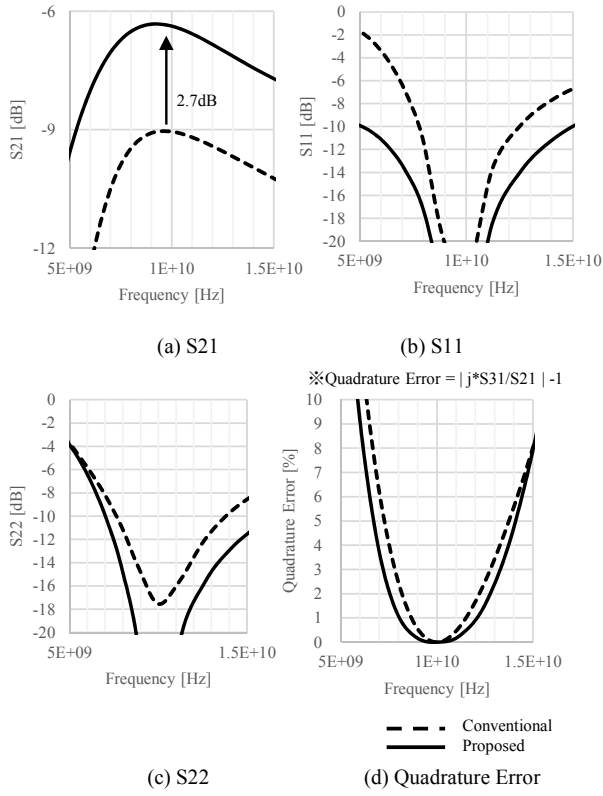 -6
-9
-12
S21 [dB]
2.7dB
5E+09 1E+10 1.5E+10
Frequency [Hz]
(a) S21
0
-2
-4
-6
-8
-10
-12
-14
-16
-18
-20
S11 [dB]
5E+09 1E+10 1.5E+10
Frequency [Hz]
(b) S11
0
-2
-4
-6
-8
-10
-12
-14
-16
-18
-20
S22 [dB]
5E+09 1.5E+10
Frequency [Hz]
(c) S22
※Quadrature Error = | j*S31/S21 | -1
10
9
8
7
6
5
4
3
2
1
0
Quadrature Error [%]
5E+09 1E+10 1.5E+10
Frequency [Hz]
Conventional
Proposed
(d) Quadrature Error